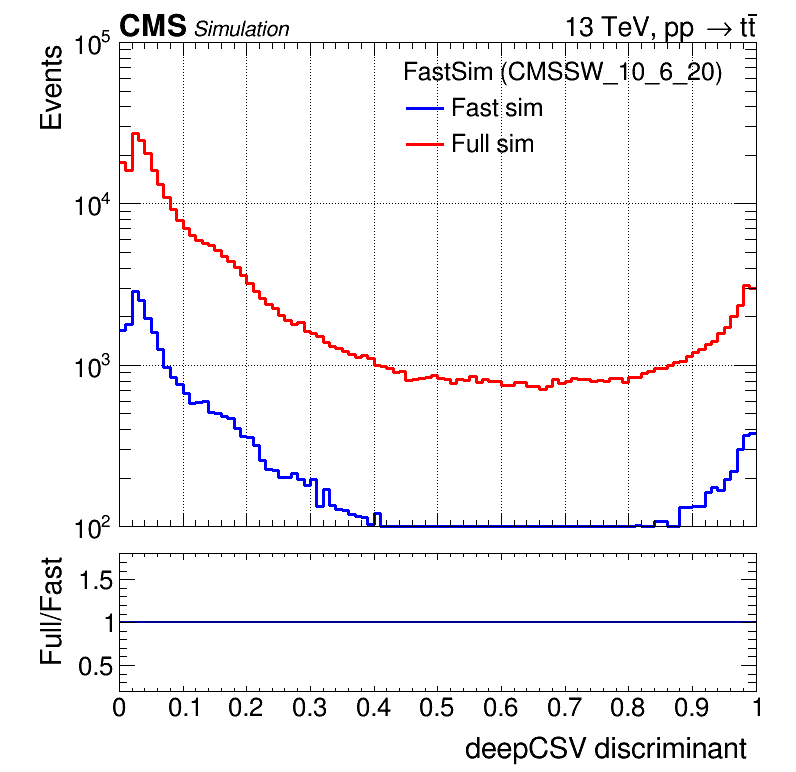 CMS Simulation 13 TeV, pp → tt̄
Events
10⁵
10⁴
10³
10²
FastSim (CMSSW_10_6_20)
Fast sim
Full sim
Full/Fast
1.5
1
0.5
0 0.1 0.2 0.3 0.4 0.5 0.6 0.7 0.8 0.9 1
deepCSV discriminant